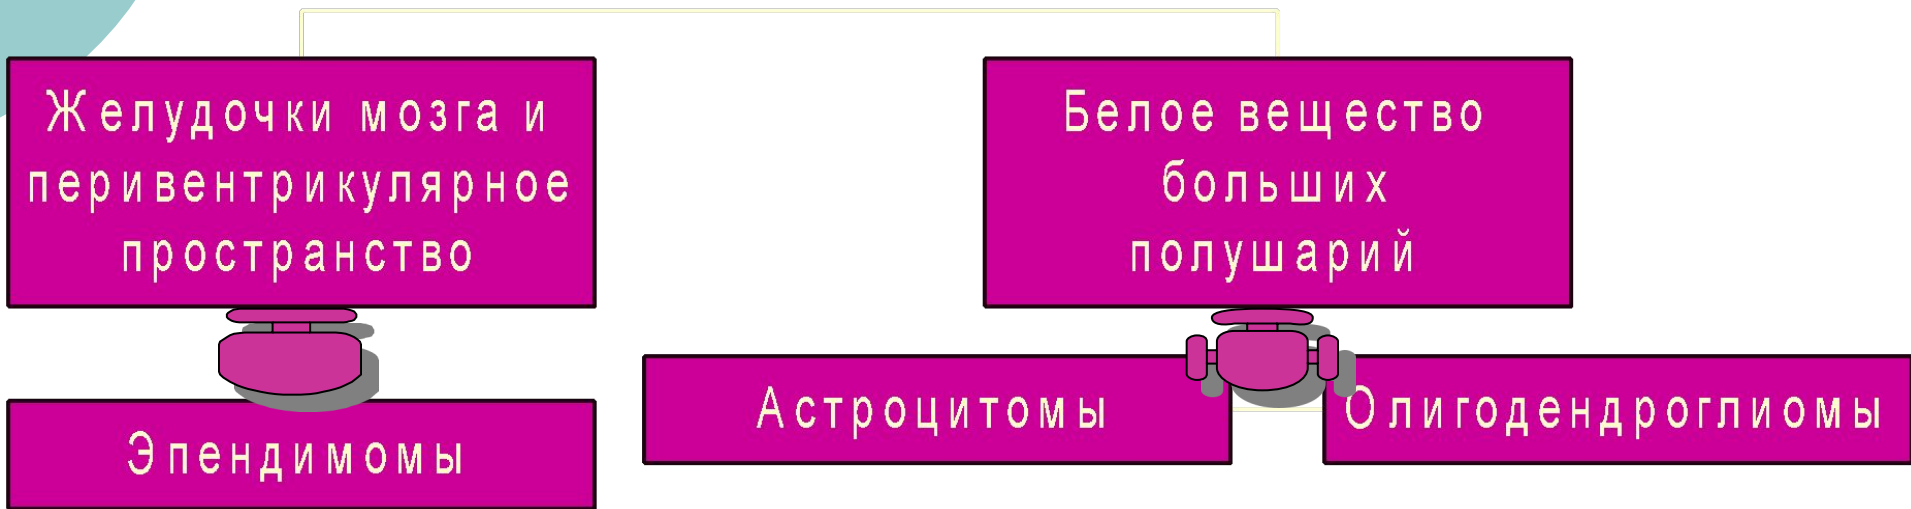 Желудочки мозга и
перивентрикулярное
пространство
Белое вещество
больших
полушарий
Эпендимомы
Астроцитомы
Олигодендроглиомы